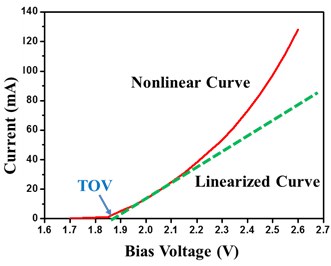 140
120
100
80
60
40
20
0
Current (mA)
Nonlinear Curve
Linearized Curve
TOV
1.6 1.7 1.8 1.9 2.0 2.1 2.2 2.3 2.4 2.5 2.6 2.7
Bias Voltage (V)